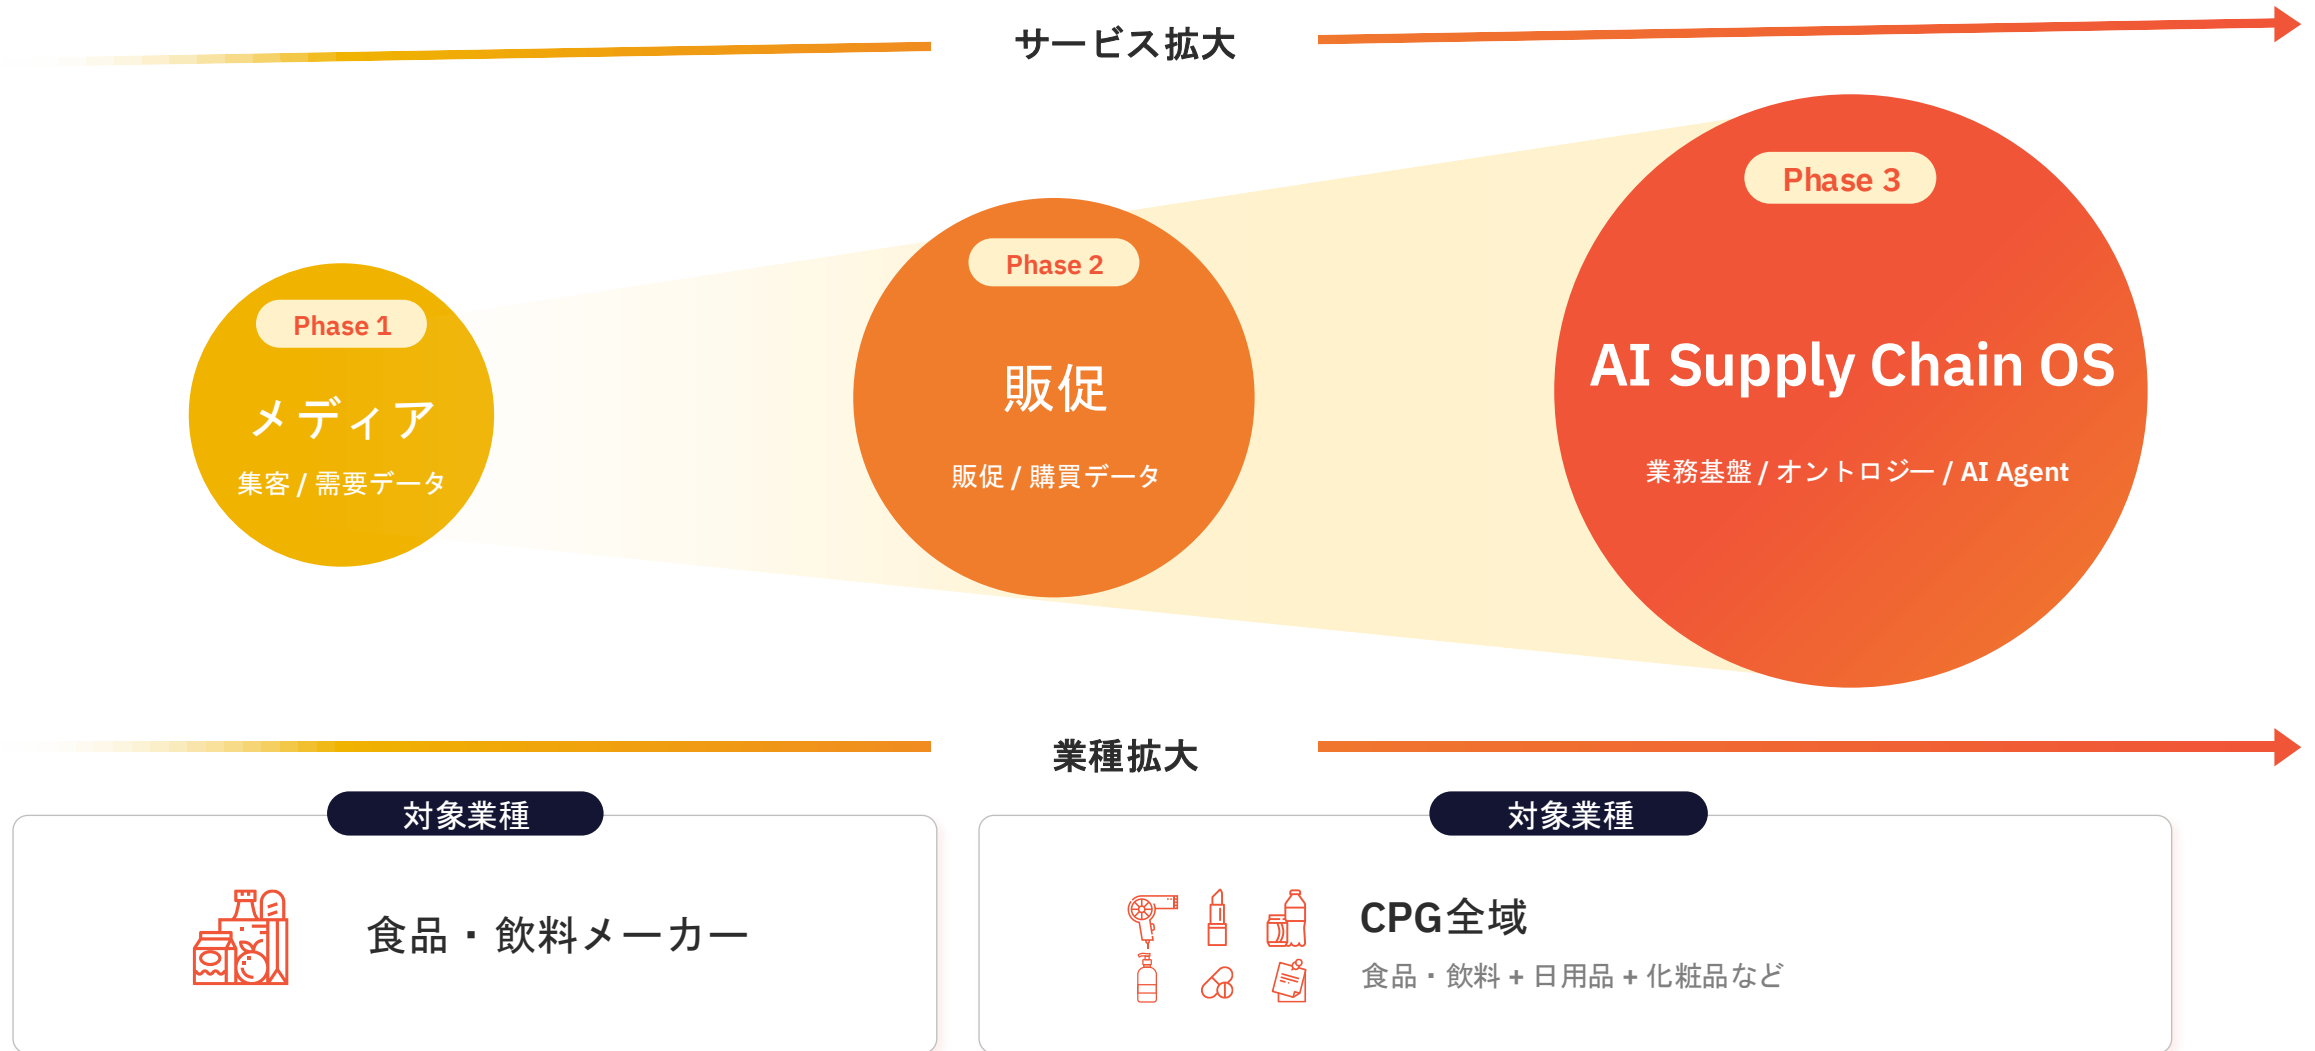 サービス拡大
Phase 1
メディア
集客 / 需要データ
Phase 2
販促
販促 / 購買データ
Phase 3
AI Supply Chain OS
業務基盤 / オントロジー / AI Agent
業種拡大
対象業種
食品・飲料メーカー
対象業種
CPG全域
食品・飲料 + 日用品 + 化粧品など